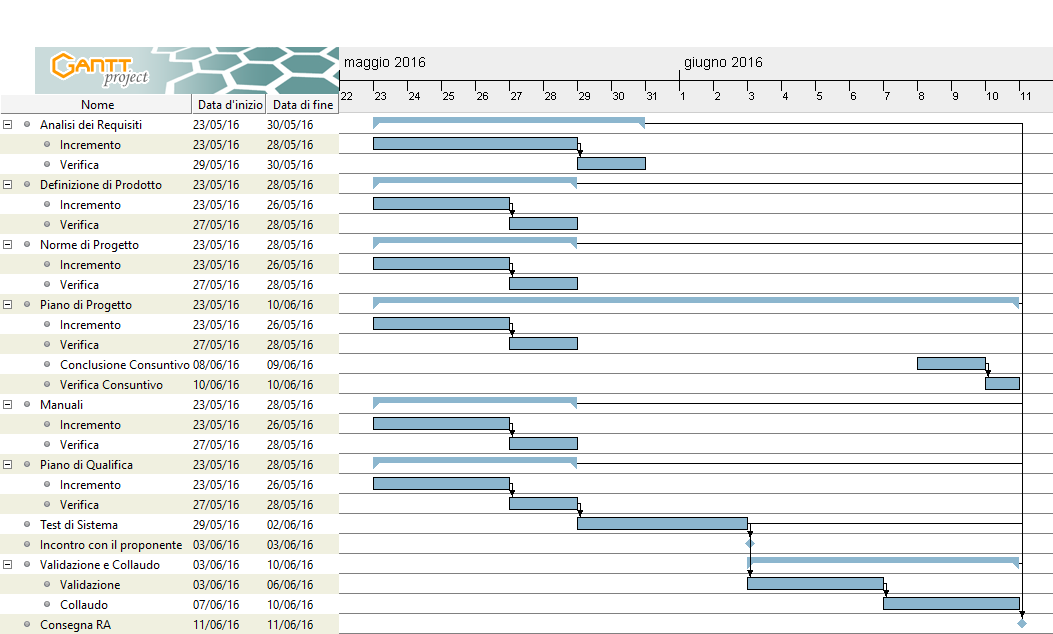 GANTT project
maggio 2016 giugno 2016
22 23 24 25 26 27 28 29 30 31 1 2 3 4 5 6 7 8 9 10 11
Nome Data d'inizio Data di fine
Analisi dei Requisiti 23/05/16 30/05/16
Incremento 23/05/16 28/05/16
Verifica 29/05/16 30/05/16
Definizione di Prodotto 23/05/16 28/05/16
Incremento 23/05/16 26/05/16
Verifica 27/05/16 28/05/16
Norme di Progetto 23/05/16 28/05/16
Incremento 23/05/16 26/05/16
Verifica 27/05/16 28/05/16
Piano di Progetto 23/05/16 10/06/16
Incremento 23/05/16 26/05/16
Verifica 27/05/16 28/05/16
Conclusione Consuntivo 08/06/16 09/06/16
Verifica Consuntivo 10/06/16 10/06/16
Manuali 23/05/16 28/05/16
Incremento 23/05/16 26/05/16
Verifica 27/05/16 28/05/16
Piano di Qualifica 23/05/16 28/05/16
Incremento 23/05/16 26/05/16
Verifica 27/05/16 28/05/16
Test di Sistema 29/05/16 02/06/16
Incontro con il proponente 03/06/16 03/06/16
Validazione e Collaudo 03/06/16 10/06/16
Validazione 03/06/16 06/06/16
Collaudo 07/06/16 10/06/16
Consegna RA 11/06/16 11/06/16